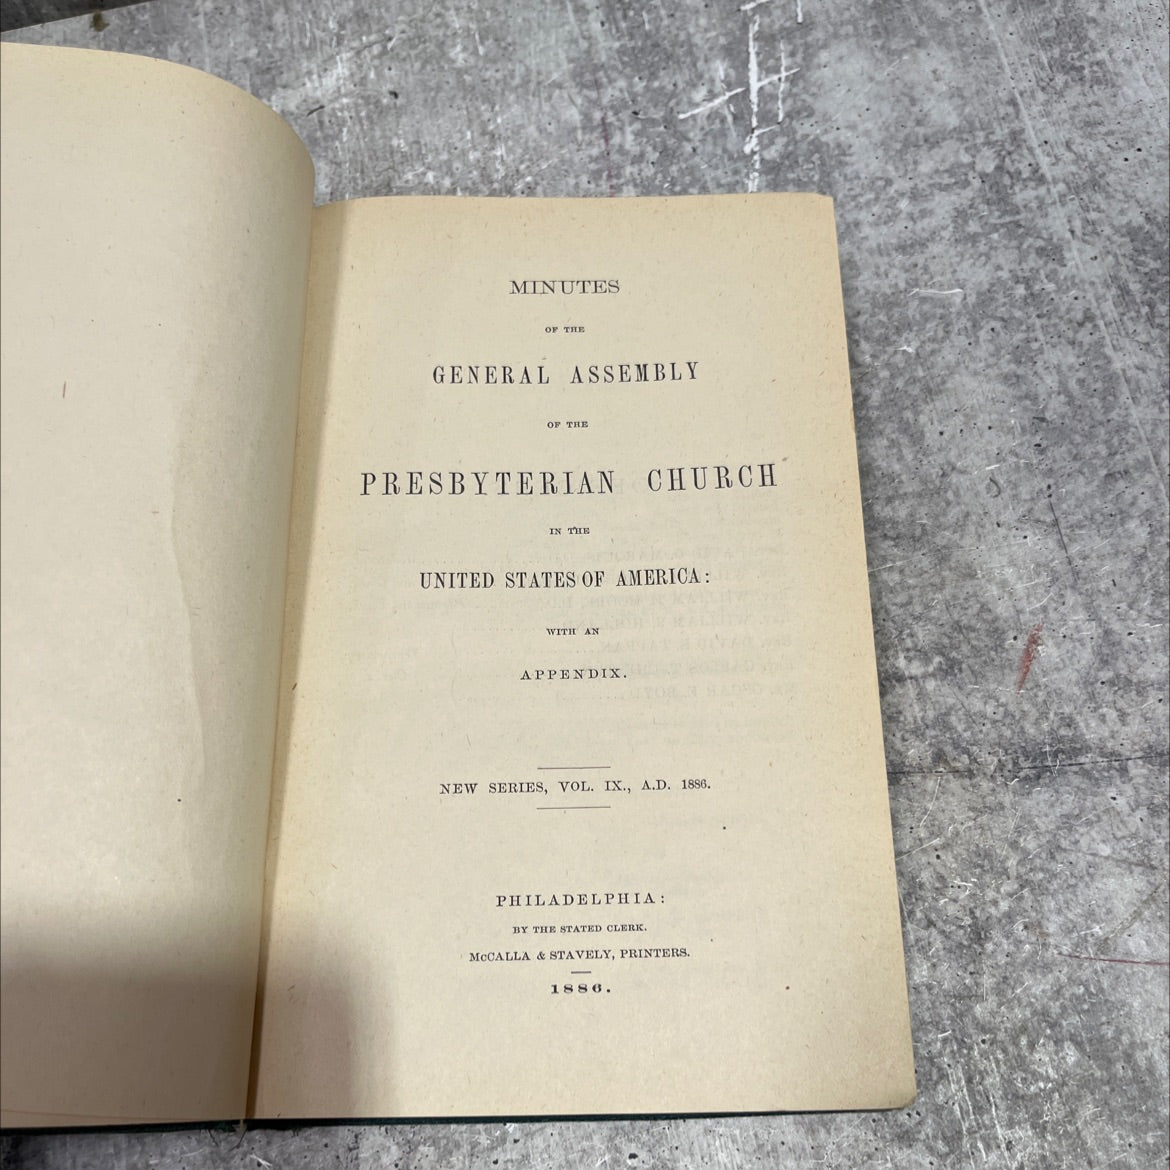 MINUTES
OF THE
GENERAL ASSEMBLY
OF THE
PRESBYTERIAN CHURCH
IN THE
UNITED STATES OF AMERICA:
WITH AN
APPENDIX.
NEW SERIES, VOL. IX., A.D. 1886.
PHILADELPHIA:
BY THE STATED CLERK.
McCALLA & STAVELY, PRINTERS.
1886.